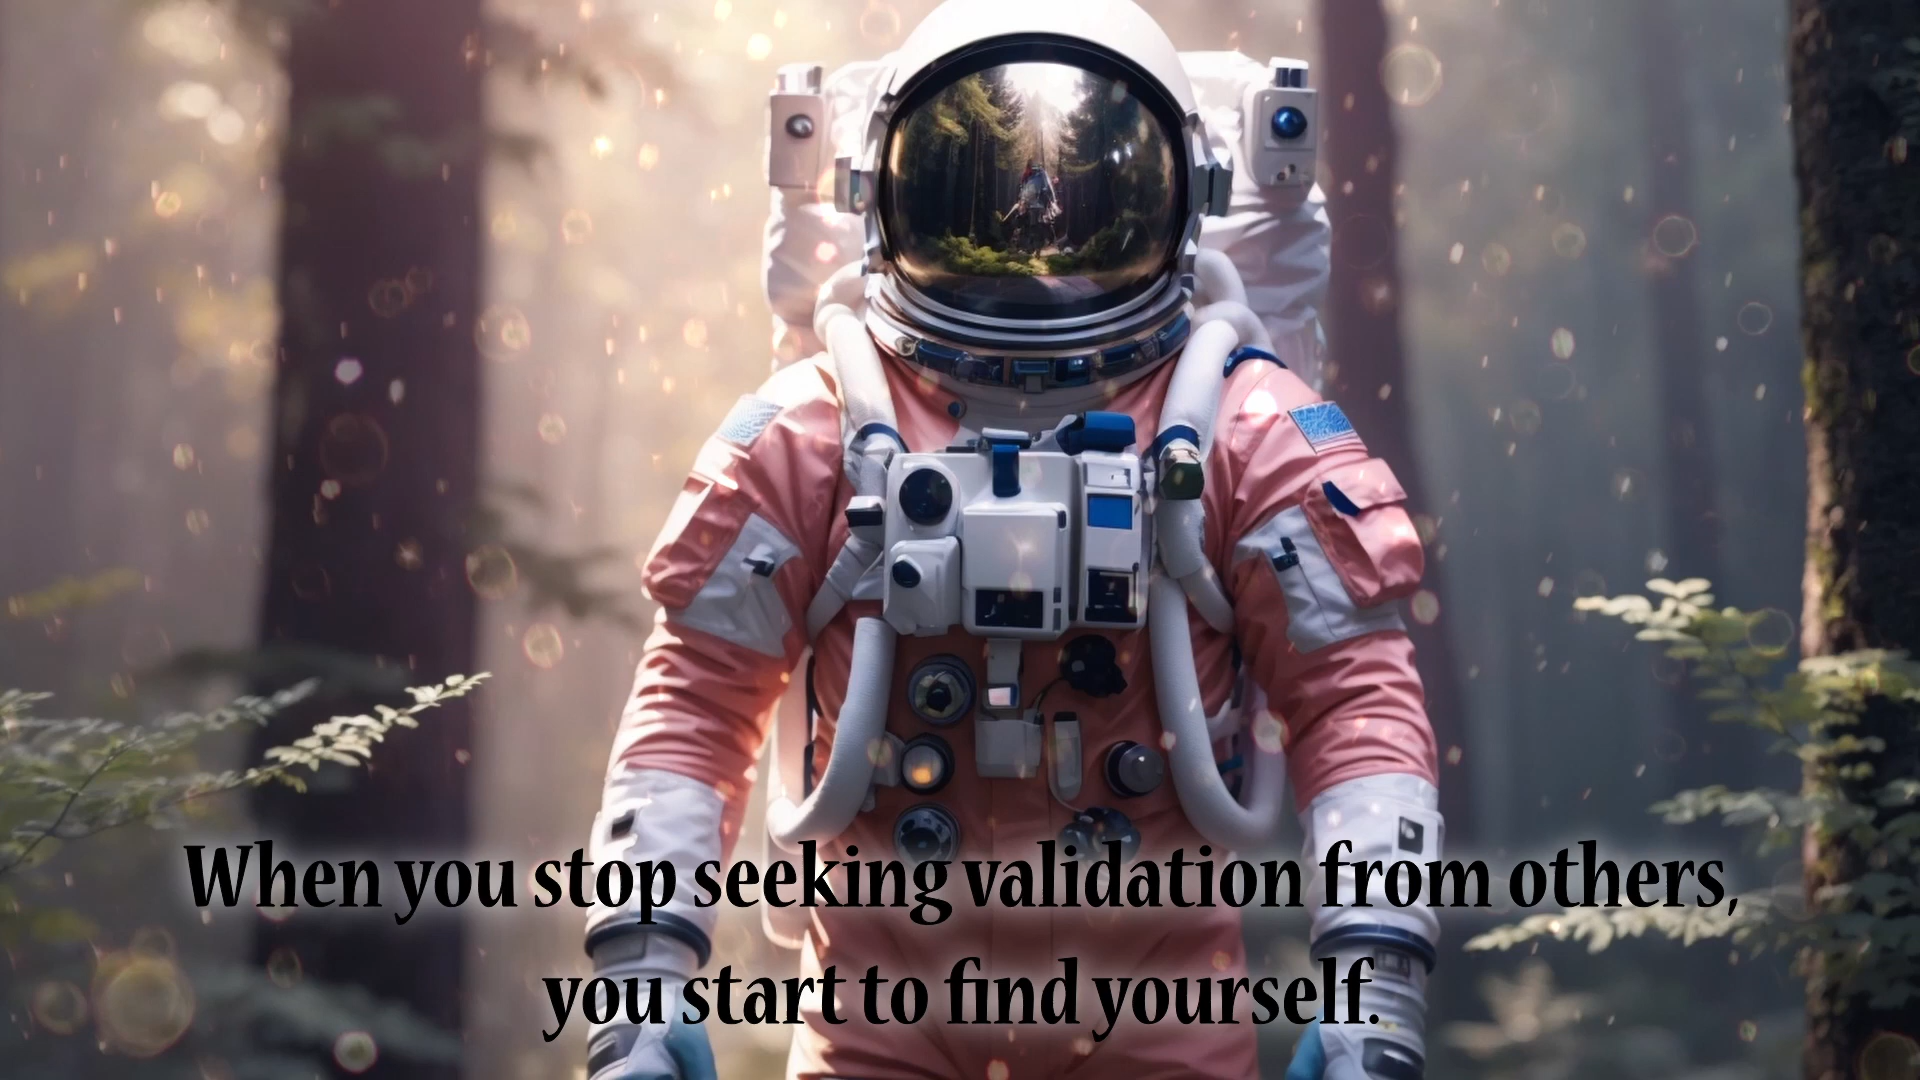 When you stop seeking validation from others,
you start to find yourself.